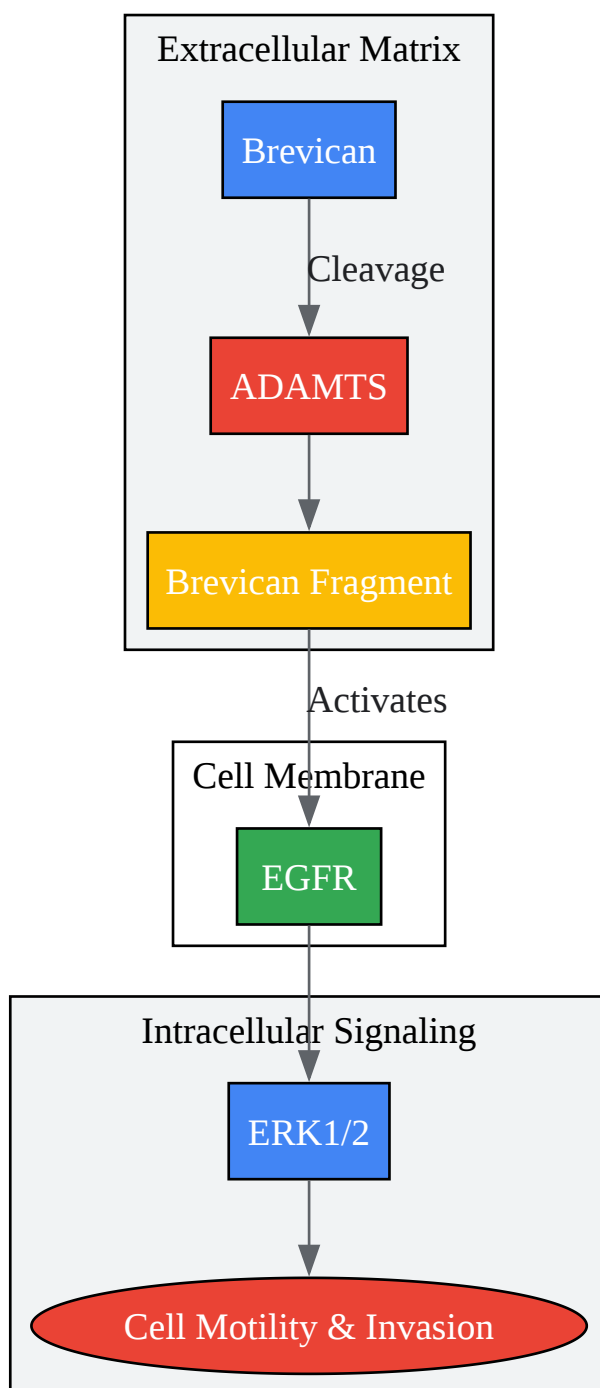 Extracellular Matrix
Brevican
Cleavage
ADAMTS
Brevican Fragment
Activates
Cell Membrane
EGFR
Intracellular Signaling
ERK1/2
Cell Motility & Invasion